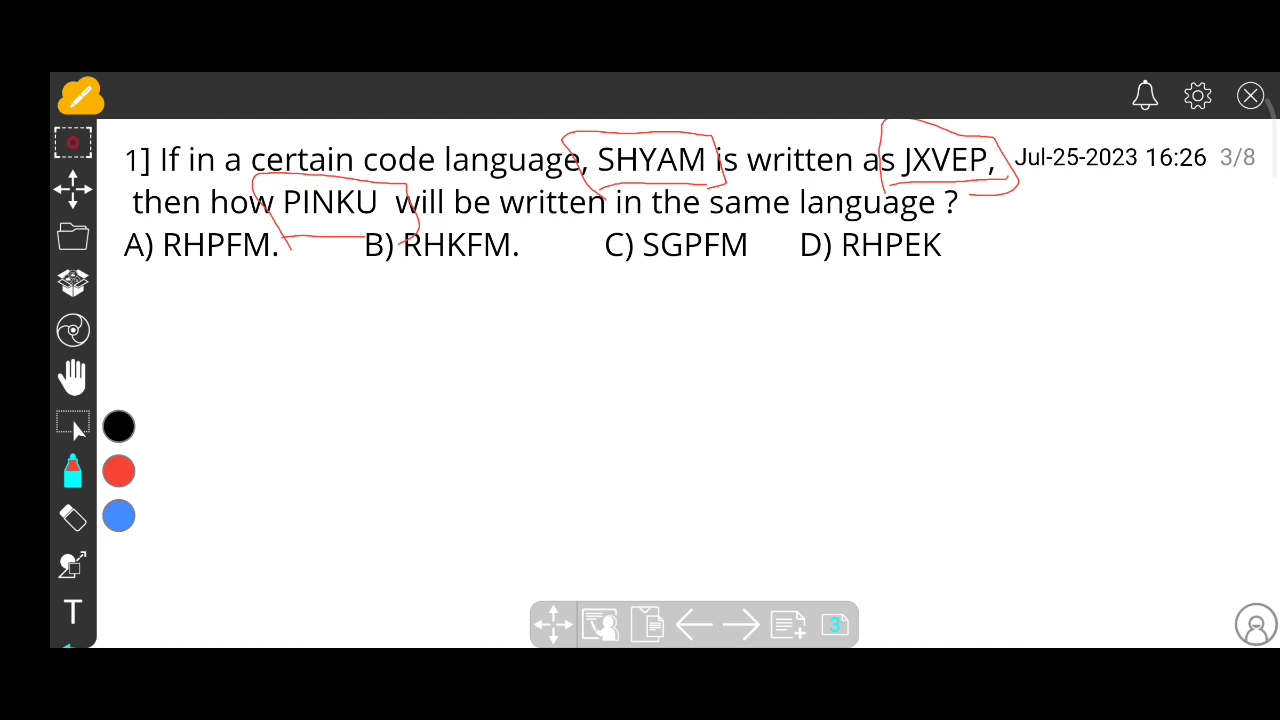 1] If in a certain code language, SHYAM is written as JXVEP, Jul-25-2023 16:26 3/8
then how PINKU will be written in the same language ?
A) RHPFM. B) RHKFM. C) SGPFM D) RHPEK
T
3